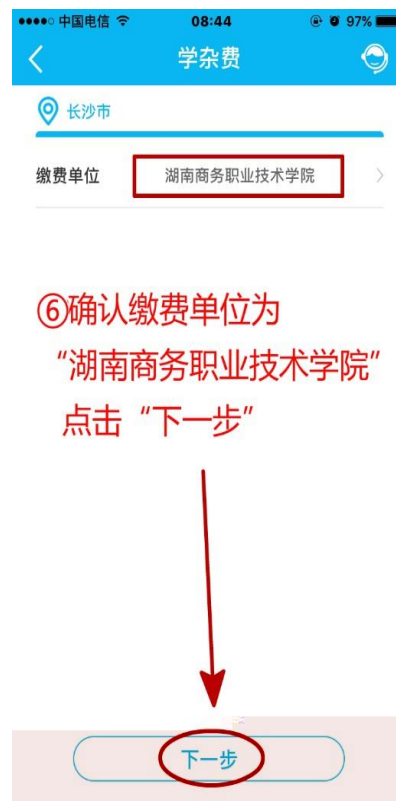 中国电信 08:44 97%
学杂费
长沙市
缴费单位 湖南商务职业技术学院
⑥确认缴费单位为
“湖南商务职业技术学院”
点击“下一步”
下一步